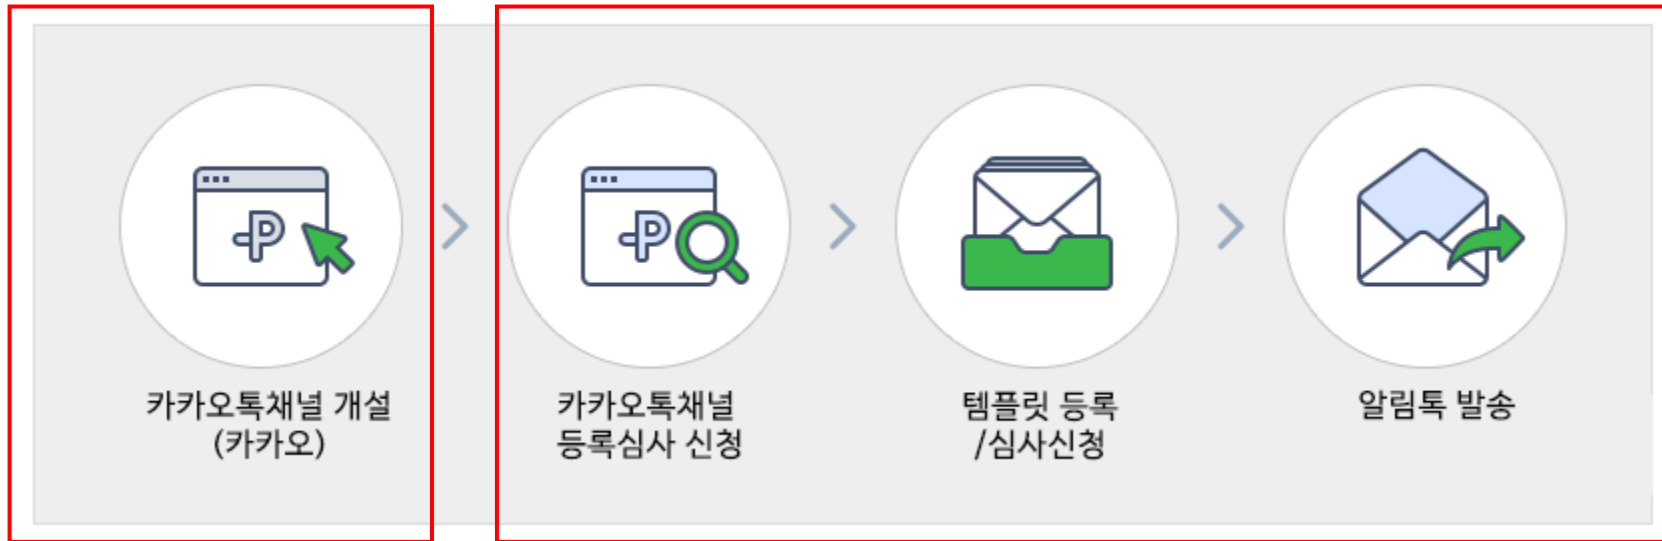 카카오톡채널 개설
(카카오)
카카오톡채널
등록심사 신청
템플릿 등록
/심사신청
알림톡 발송